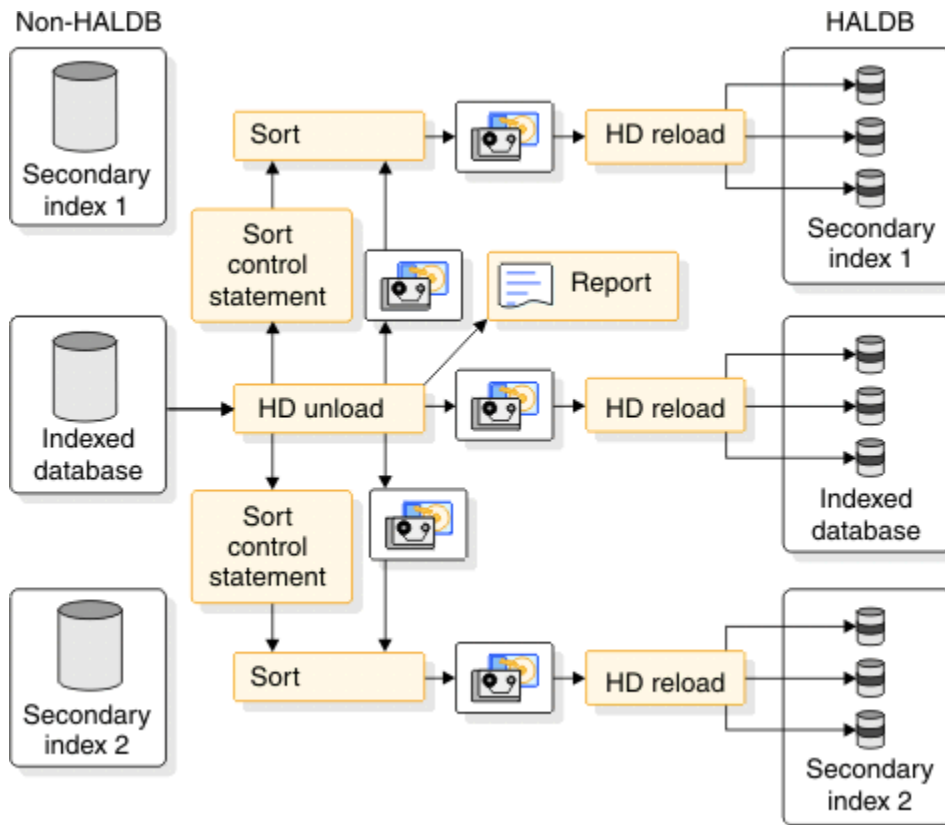 Non-HALDB
HALDB
Secondary
index 1
Sort
HD reload
Secondary
index 1
Sort
control
statement
Report
Indexed
database
HD unload
HD reload
Indexed
database
Sort
control
statement
Secondary
index 2
Sort
HD reload
Secondary
index 2